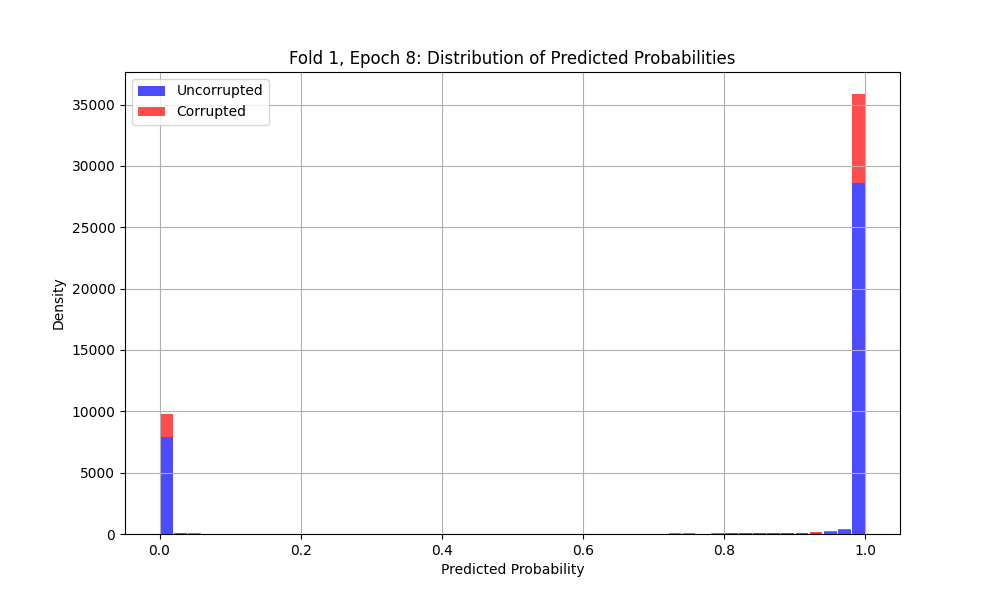 Fold 1, Epoch 8: Distribution of Predicted Probabilities
Uncorrupted
Corrupted
35000
30000
25000
20000
15000
10000
5000
0
Density
0.0 0.2 0.4 0.6 0.8 1.0
Predicted Probability